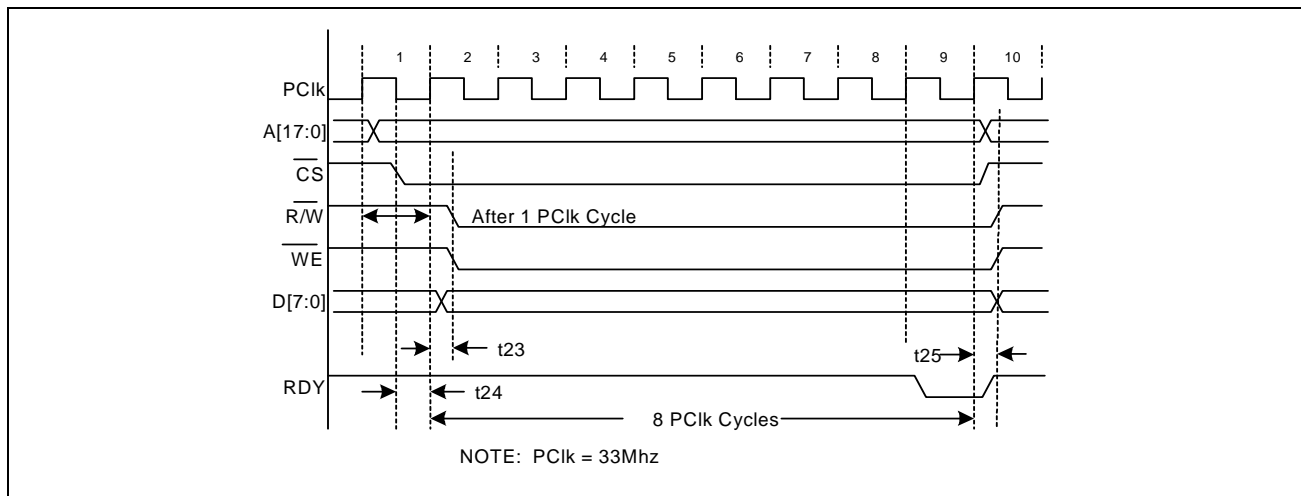 1 2 3 4 5 6 7 8 9 10
PClk
A[17:0]
CS
R/W After 1 PClk Cycle
WE
D[7:0]
t23
t25
RDY
t24
8 PClk Cycles
NOTE: PClk = 33Mhz